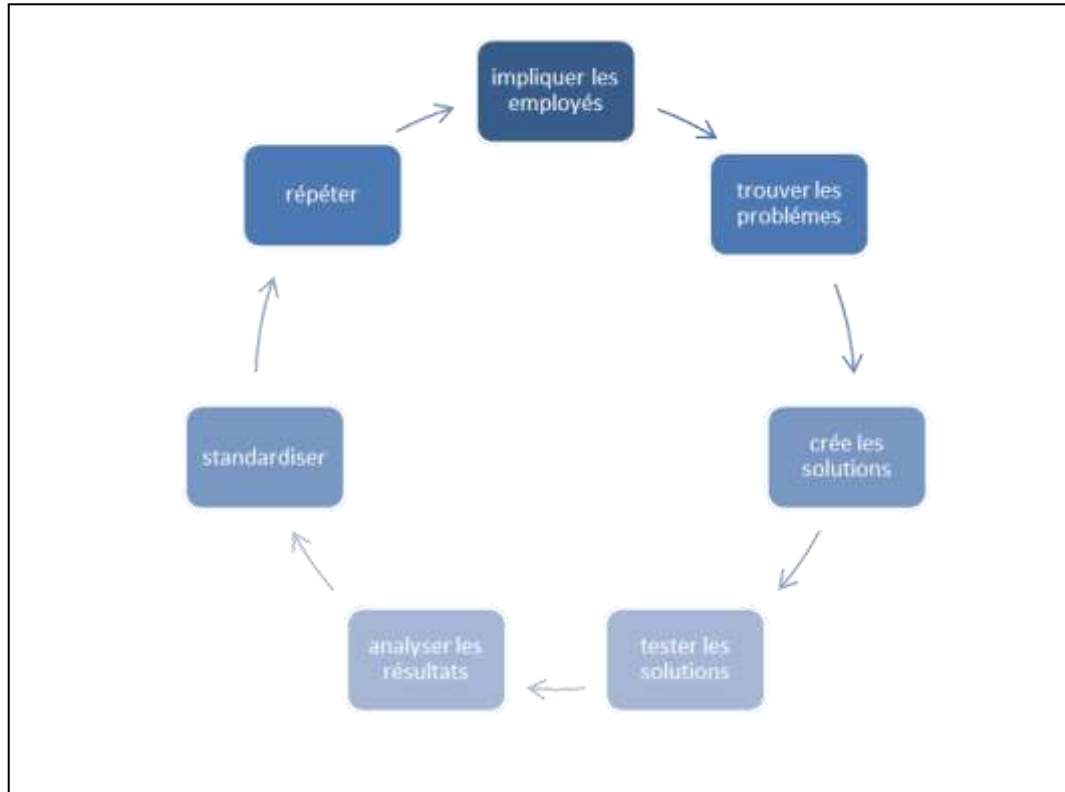 impliquer les
employés
trouver les
problémes
crée les
solutions
tester les
solutions
analyser les
résultats
standardiser
répéter